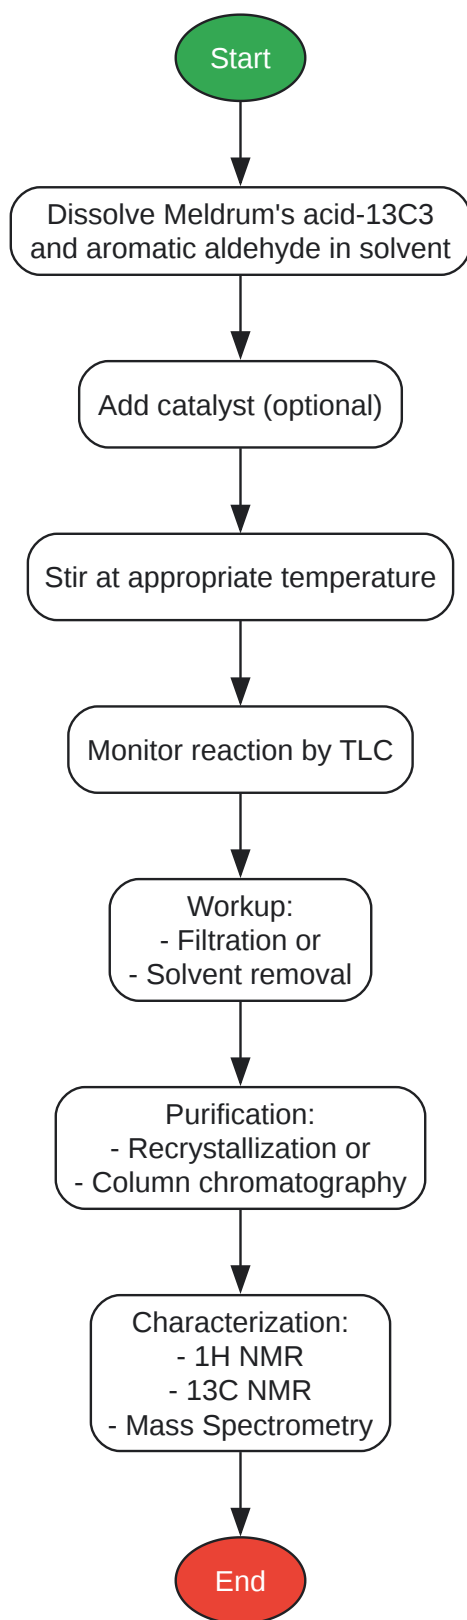 Start
Dissolve Meldrum's acid-13C3
and aromatic aldehyde in solvent
Add catalyst (optional)
Stir at appropriate temperature
Monitor reaction by TLC
Workup:
- Filtration or
- Solvent removal
Purification:
- Recrystallization or
- Column chromatography
Characterization:
- 1H NMR
- 13C NMR
- Mass Spectrometry
End